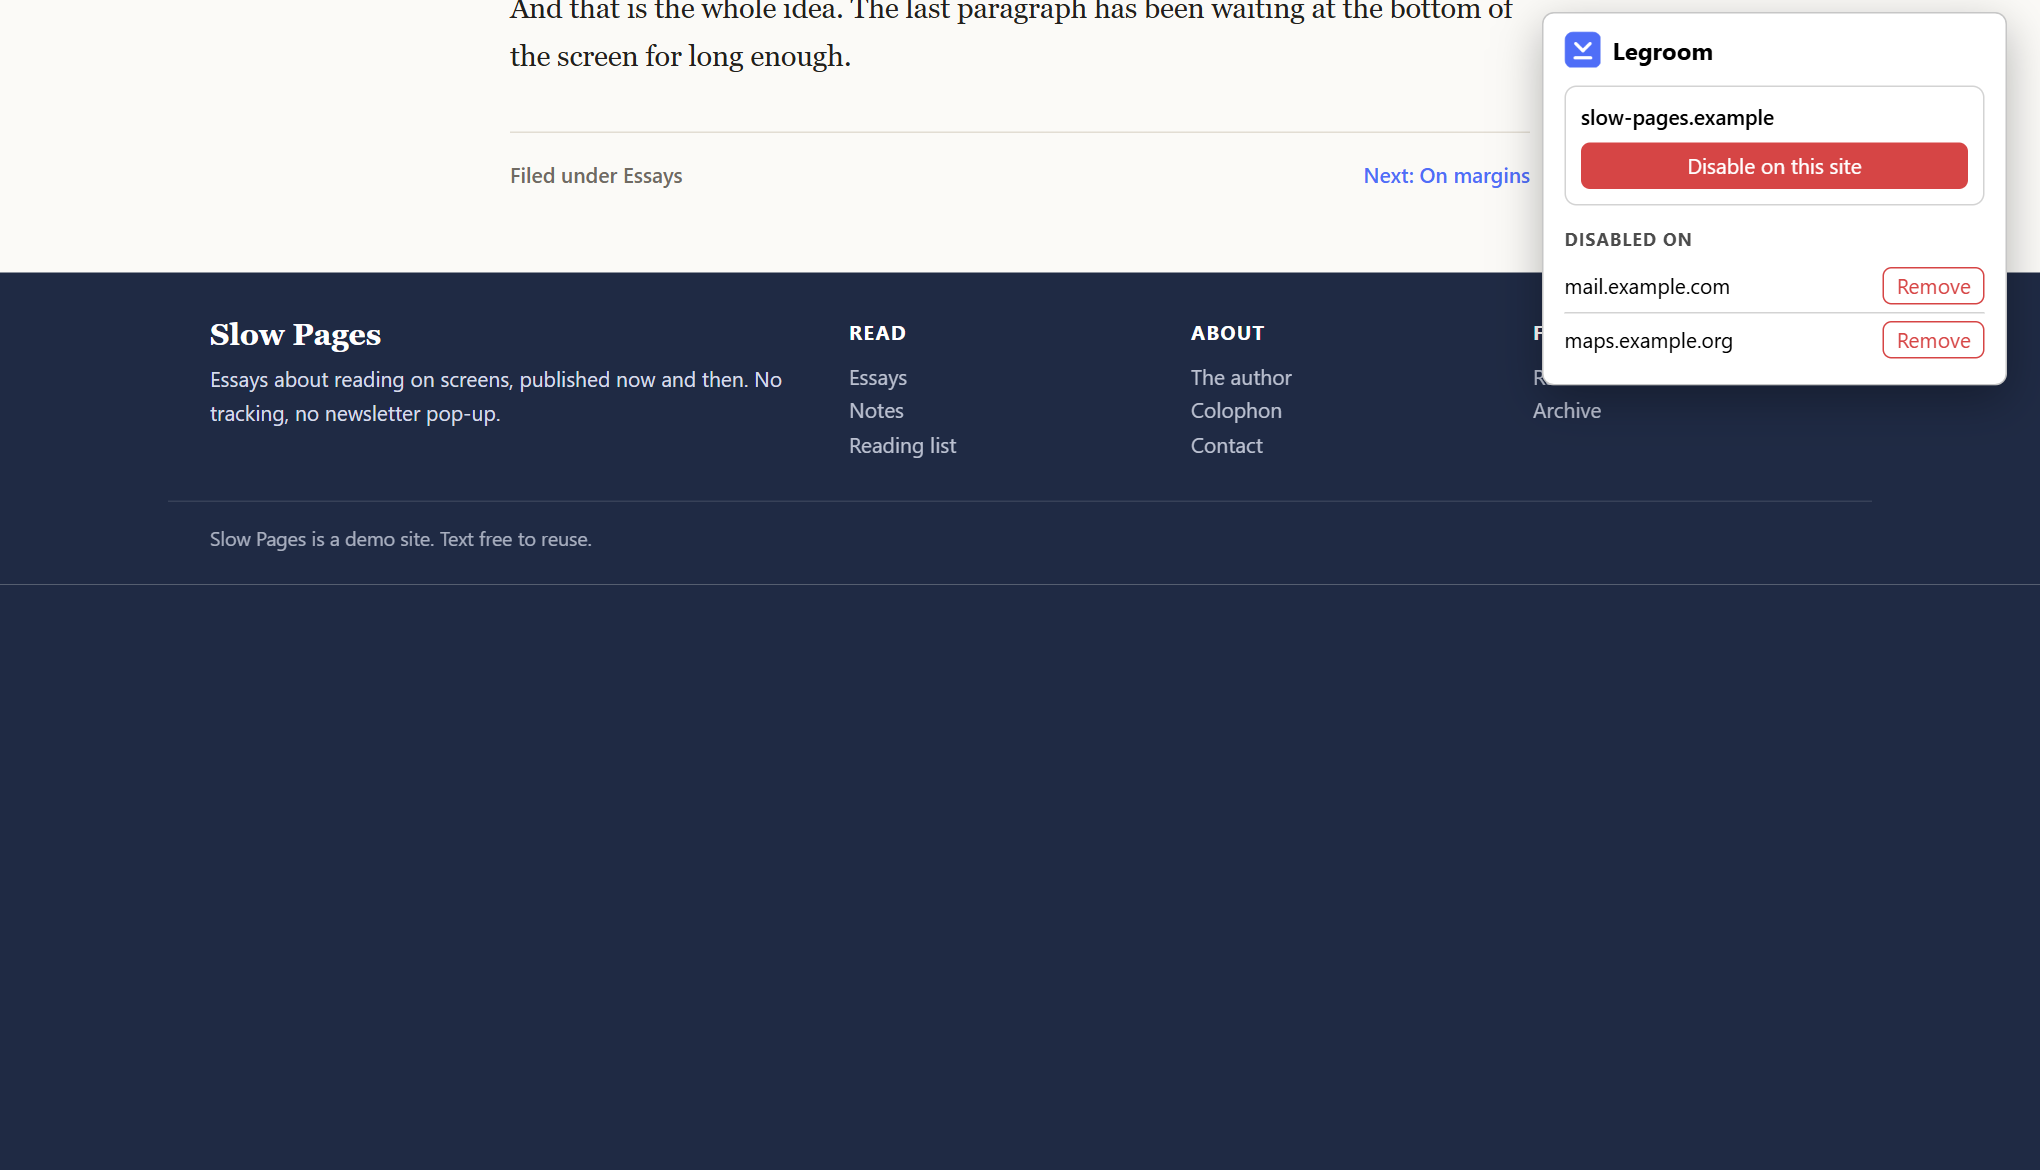 And that is the whole idea. The last paragraph has been waiting at the bottom of
the screen for long enough.
Filed under Essays
Next: On margins
Legroom
slow-pages.example
Disable on this site
DISABLED ON
mail.example.com
Remove
maps.example.org
Remove
Slow Pages
Essays about reading on screens, published now and then. No
tracking, no newsletter pop-up.
READ
Essays
Notes
Reading list
ABOUT
The author
Colophon
Contact
Archive
Slow Pages is a demo site. Text free to reuse.